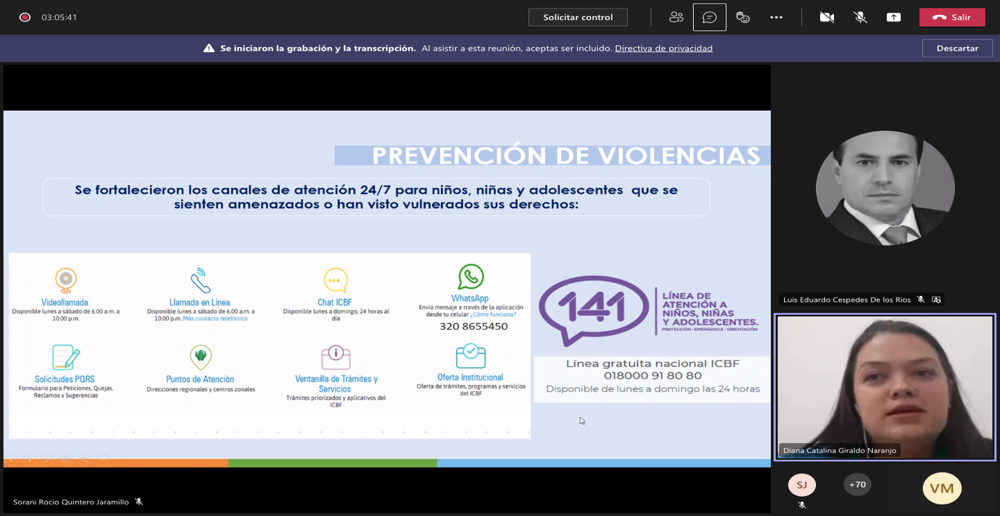 03:05:41
Solicitar control
Salir
Se iniciaron la grabación y la transcripción. Al asistir a esta reunión, aceptas ser incluido. Directiva de privacidad
Descartar
PREVENCIÓN DE VIOLENCIAS
Se fortalecieron los canales de atención 24/7 para niños, niñas y adolescentes que se
sienten amenazados o han visto vulnerados sus derechos:
Videollamada
Disponible lunes a sábado de 6:00 a.m. a
10:00 p.m.
Llamada en Línea
Disponible lunes a sábado de 6:00 a.m. a
10:00 p.m. Más contacto telefónico
Chat ICBF
Disponible lunes a domingo, 24 horas al
día
WhatsApp
Envia mensaje a través de la aplicación
desde tu celular ¿Cómo funciona?
320 8655450
Solicitudes PQRS
Formulario para Peticiones, Quejas,
Reclamos y Sugerencias
Puntos de Atención
Direcciones regionales y centros zonales
Ventanilla de Trámites y
Servicios
Trámites priorizados y aplicativos del
ICBF
Oferta Institucional
Oferta de trámites, programas y servicios
del ICBF
141
LÍNEA DE
ATENCIÓN A
NIÑOS, NIÑAS
Y ADOLESCENTES.
PROTECCIÓN · EMERGENCIA · ORIENTACIÓN
Línea gratuita nacional ICBF
018000 91 80 80
Disponible de lunes a domingo las 24 horas
Luis Eduardo Cespedes De los Rios
Diana Catalina Giraldo Naranjo
SJ
+70
VM
Sorani Rocio Quintero Jaramillo